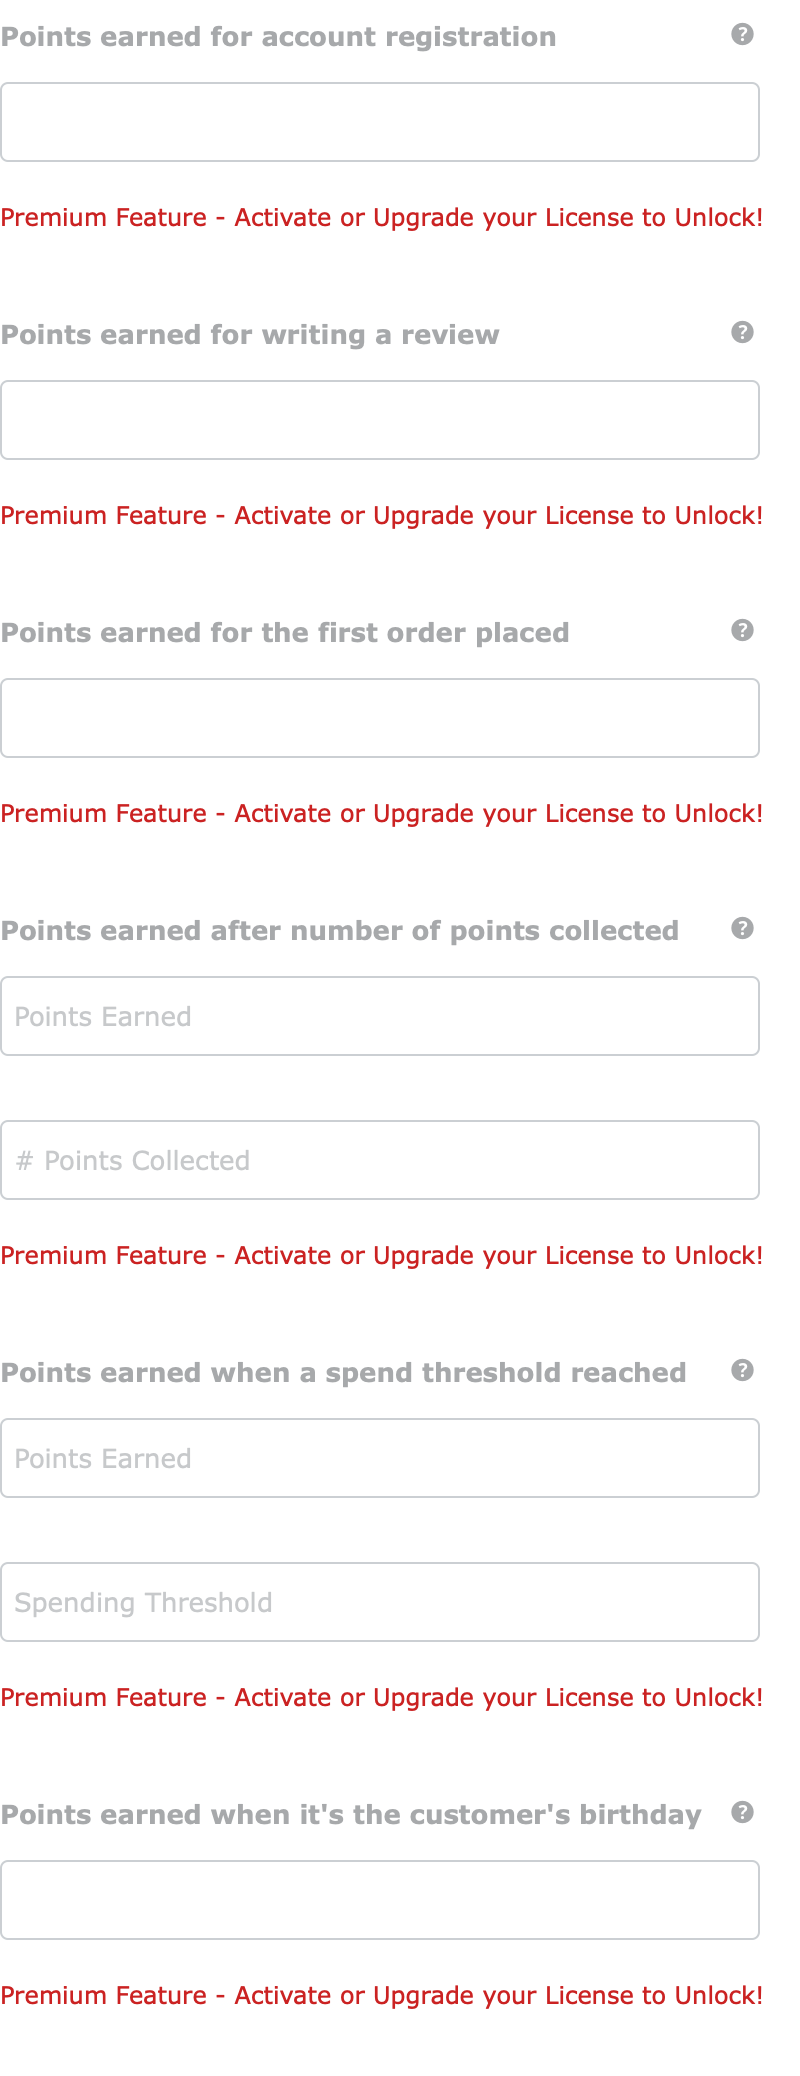 Points earned for account registration ?
Premium Feature - Activate or Upgrade your License to Unlock!
Points earned for writing a review ?
Premium Feature - Activate or Upgrade your License to Unlock!
Points earned for the first order placed ?
Premium Feature - Activate or Upgrade your License to Unlock!
Points earned after number of points collected ?
Points Earned
# Points Collected
Premium Feature - Activate or Upgrade your License to Unlock!
Points earned when a spend threshold reached ?
Points Earned
Spending Threshold
Premium Feature - Activate or Upgrade your License to Unlock!
Points earned when it's the customer's birthday ?
Premium Feature - Activate or Upgrade your License to Unlock!